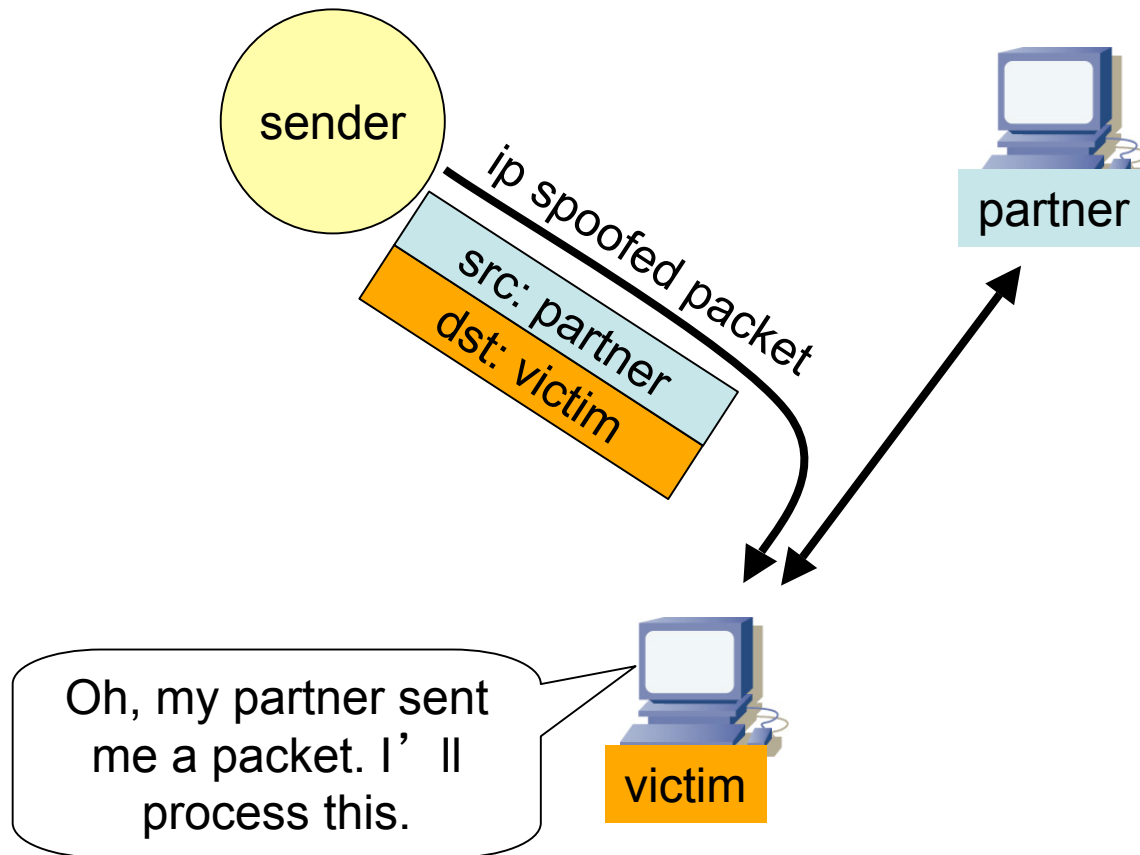 sender
ip spoofed packet
src: partner
dst: victim
partner
Oh, my partner sent
me a packet. I’ ll
process this.
victim